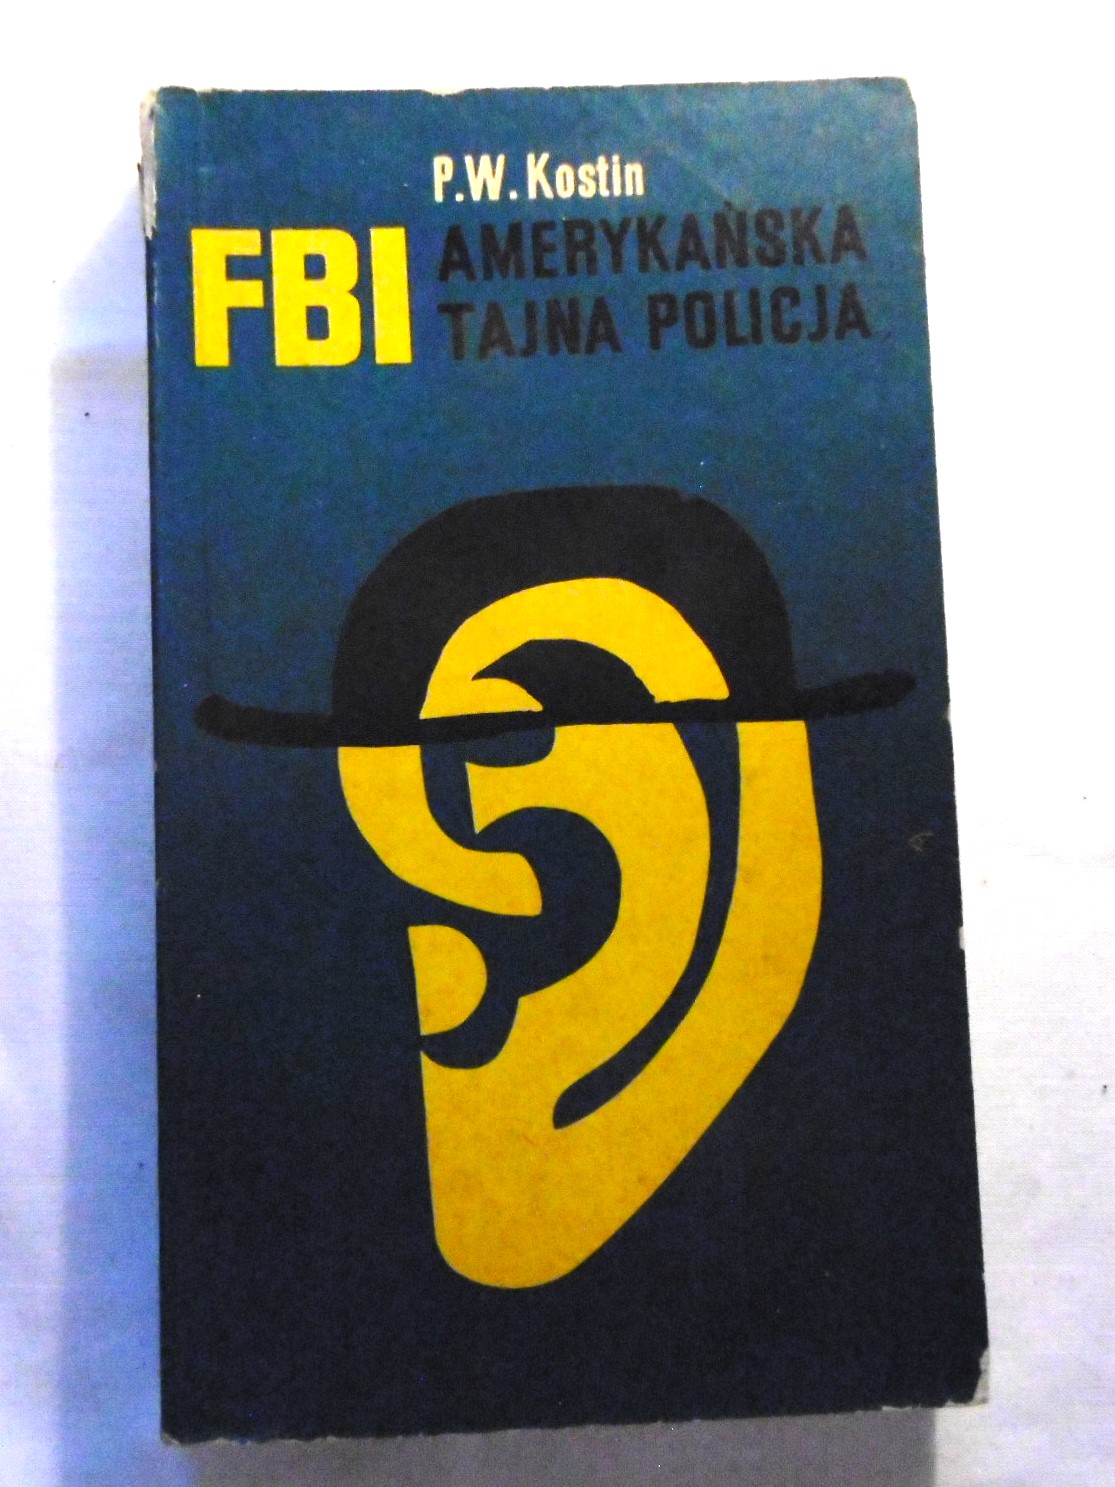 P.W. Kostin
FBI AMERYKAŃSKA
TAJNA POLICJA